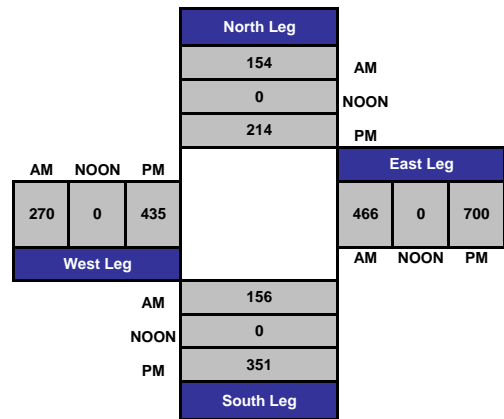 North Leg
154 AM
0 NOON
214 PM
AM NOON PM
East Leg
270 0 435
466 0 700
West Leg
AM NOON PM
AM 156
NOON 0
PM 351
South Leg